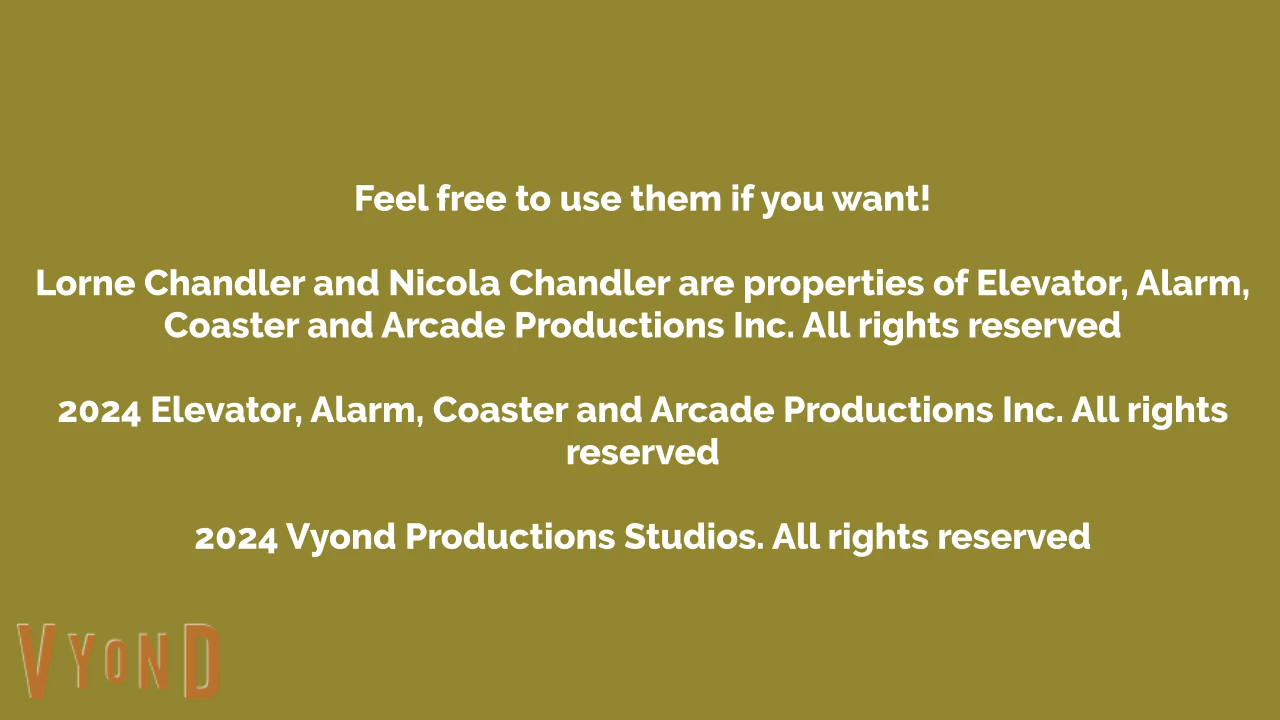 Feel free to use them if you want!
Lorne Chandler and Nicola Chandler are properties of Elevator, Alarm,
Coaster and Arcade Productions Inc. All rights reserved
2024 Elevator, Alarm, Coaster and Arcade Productions Inc. All rights
reserved
2024 Vyond Productions Studios. All rights reserved
VYOND